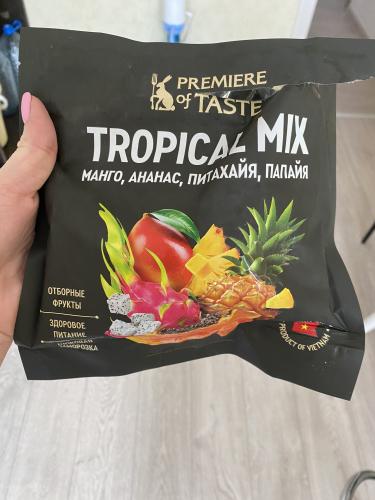 PREMIERE
of TASTE
TROPICAL MIX
МАНГО, АНАНАС, ПИТАХАЙЯ, ПАПАЙЯ
ОТБОРНЫЕ
ФРУКТЫ
ЗДОРОВОЕ
ПИТАНИЕ
PRODUCT OF VIETNAM